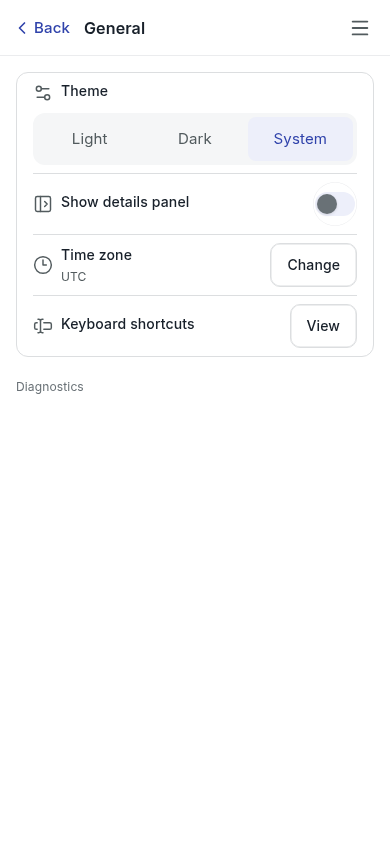 Back General
Theme
Light Dark System
Show details panel
Time zone
UTC
Change
Keyboard shortcuts
View
Diagnostics